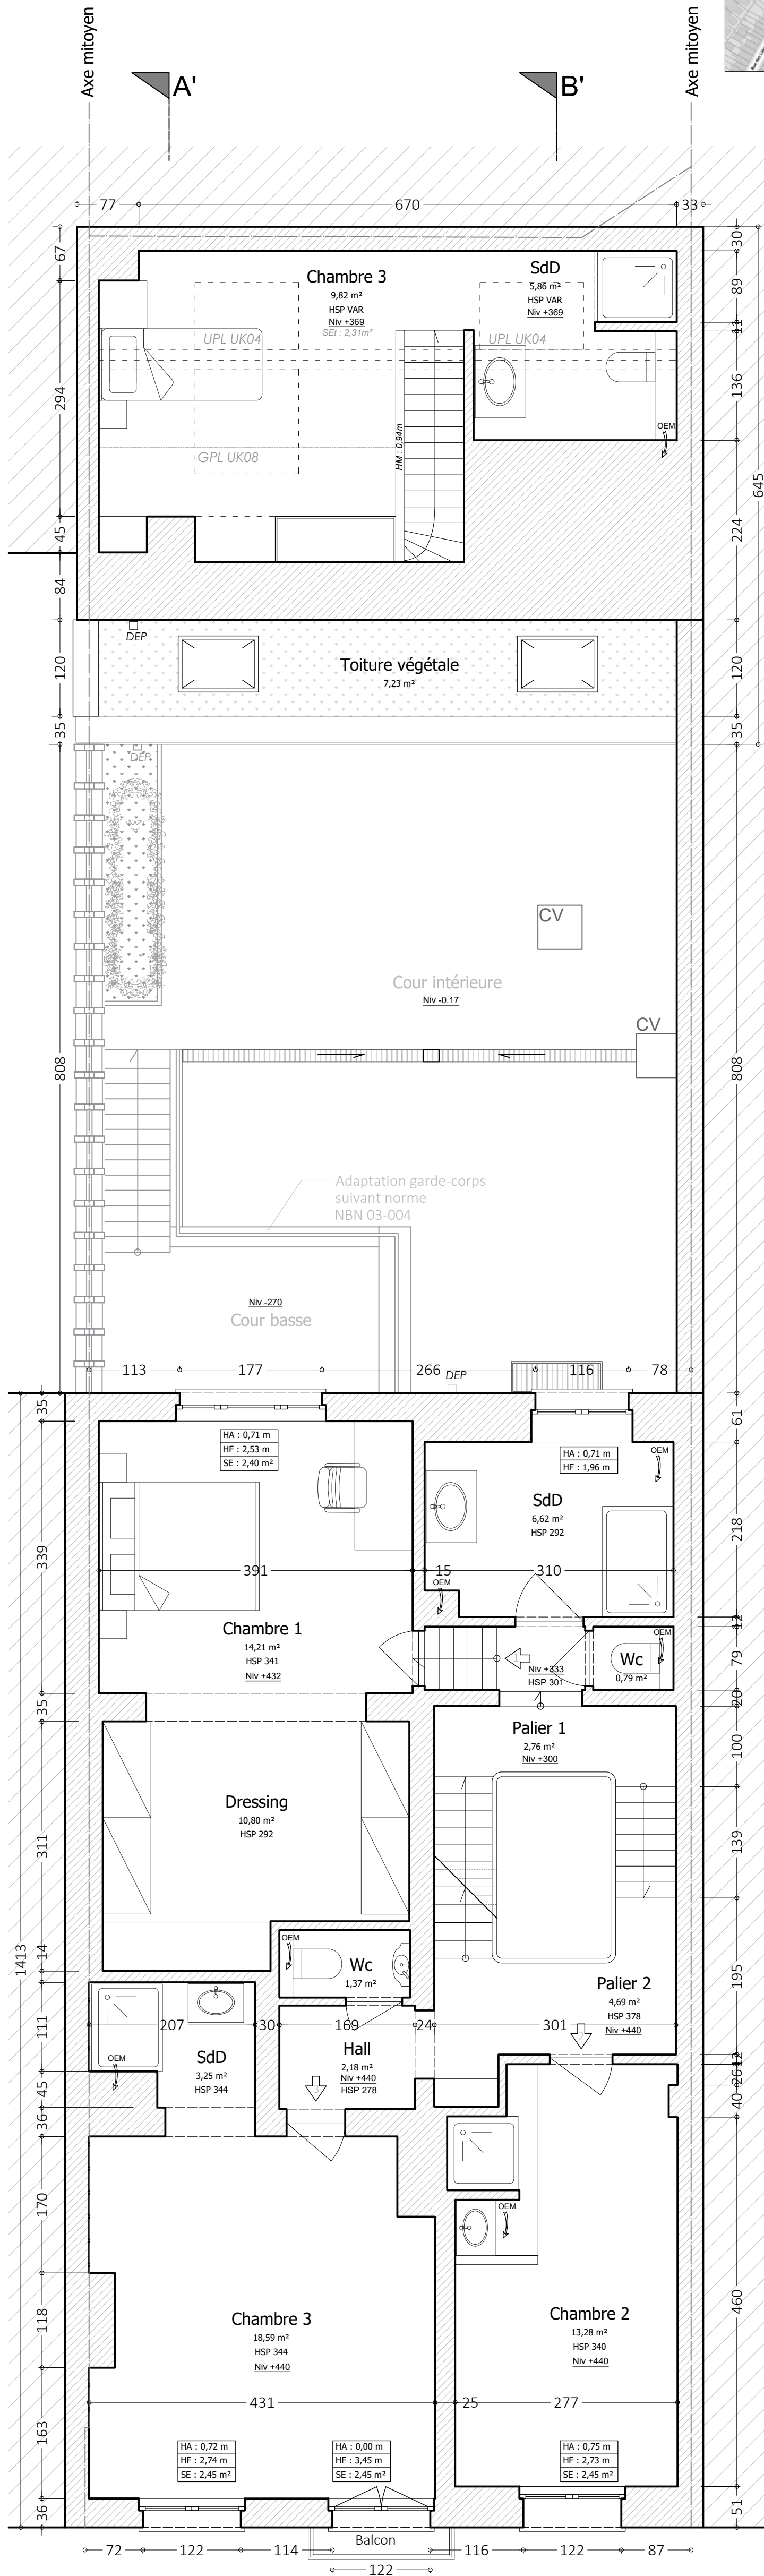 Axe mitoyen
Axe mitoyen
A'
B'
77
670
33
67
294
45
84
120
35
808
30
89
11
136
224
645
120
35
808
Chambre 3
9,82 m²
HSP VAR
Niv +369
SEt : 2,31m²
SdD
5,86 m²
HSP VAR
Niv +369
UPL UK04
UPL UK04
GPL UK08
HM : 0.94m
OEM
DEP
Toiture végétale
7,23 m²
DEP
CV
Cour intérieure
Niv -0.17
CV
Adaptation garde-corps
suivant norme
NBN 03-004
Niv -270
Cour basse
113
177
266
116
78
DEP
35
339
35
311
14
111
45
36
170
118
163
36
1413
61
218
12
79
20
100
139
195
12
26
40
460
51
HA : 0,71 m
HF : 2,53 m
SE : 2,40 m²
HA : 0,71 m
HF : 1,96 m
OEM
SdD
6,62 m²
HSP 292
391
15
310
OEM
Chambre 1
14,21 m²
HSP 341
Niv +432
Niv +333
HSP 301
OEM
Wc
0,79 m²
Palier 1
2,76 m²
Niv +300
Dressing
10,80 m²
HSP 292
OEM
Wc
1,37 m²
Palier 2
4,69 m²
HSP 378
Niv +440
207
30
169
24
301
OEM
SdD
3,25 m²
HSP 344
Hall
2,18 m²
Niv +440
HSP 278
OEM
Chambre 3
18,59 m²
HSP 344
Niv +440
Chambre 2
13,28 m²
HSP 340
Niv +440
431
25
277
HA : 0,72 m
HF : 2,74 m
SE : 2,45 m²
HA : 0,00 m
HF : 3,45 m
SE : 2,45 m²
HA : 0,75 m
HF : 2,73 m
SE : 2,45 m²
Balcon
72
122
114
116
122
87
122